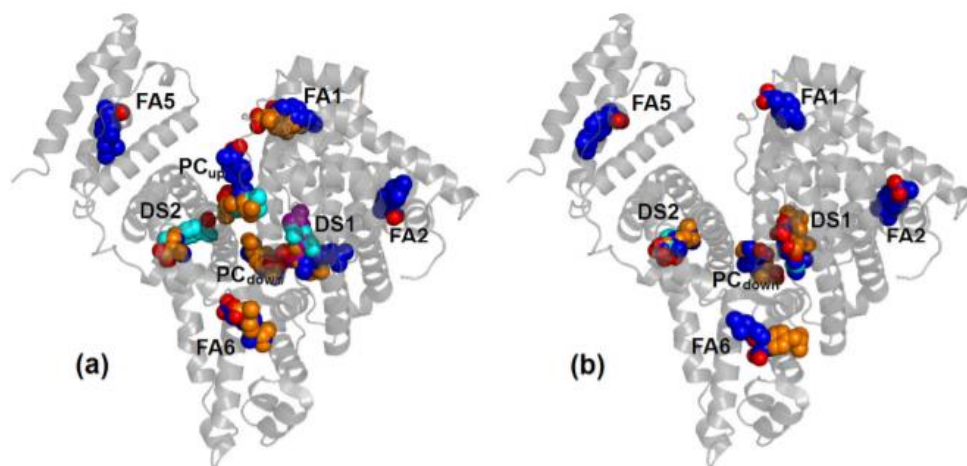 FA5
FA1
PCup
DS2
DS1
FA2
PCdown
FA6
(a)
FA5
FA1
DS2
DS1
FA2
PCdown
FA6
(b)